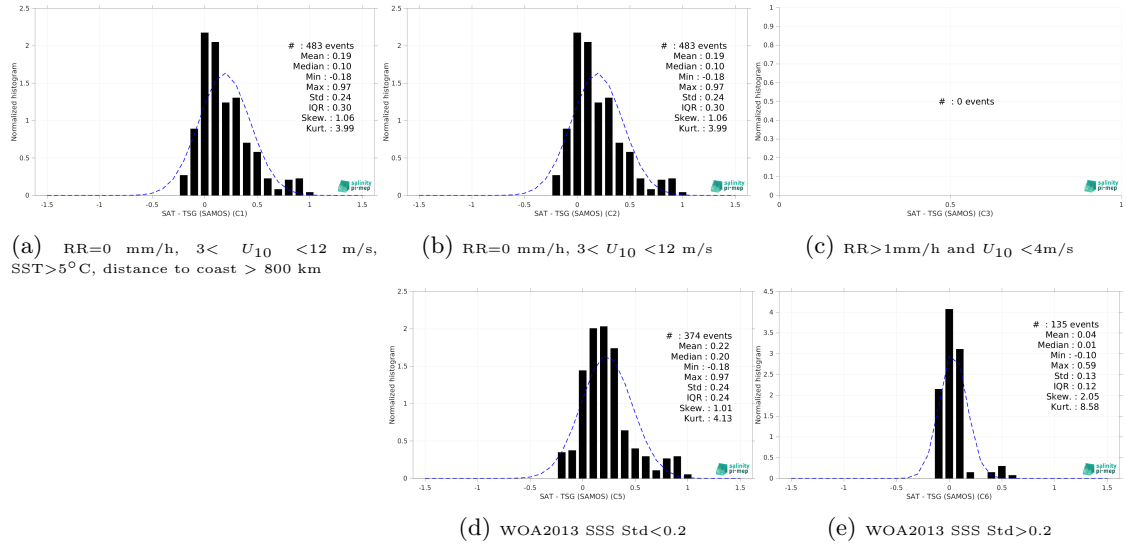 2.5
2
1.5
1
0.5
0
Normalized histogram
# : 483 events
Mean : 0.19
Median : 0.10
Min : -0.18
Max : 0.97
Std : 0.24
IQR : 0.30
Skew. : 1.06
Kurt. : 3.99
salinity
pi-mep
-1.5 -1 -0.5 0 0.5 1 1.5
SAT - TSG (SAMOS) (C1)
(a) RR=0 mm/h, 3< U10 <12 m/s,
SST>5°C, distance to coast > 800 km
2.5
2
1.5
1
0.5
0
Normalized histogram
# : 483 events
Mean : 0.19
Median : 0.10
Min : -0.18
Max : 0.97
Std : 0.24
IQR : 0.30
Skew. : 1.06
Kurt. : 3.99
salinity
pi-mep
-1.5 -1 -0.5 0 0.5 1 1.5
SAT - TSG (SAMOS) (C2)
(b) RR=0 mm/h, 3< U10 <12 m/s
1
0.9
0.8
0.7
0.6
0.5
0.4
0.3
0.2
0.1
0
Normalized histogram
# : 0 events
salinity
pi-mep
0 0.5 1
SAT - TSG (SAMOS) (C3)
(c) RR>1mm/h and U10 <4m/s
2.5
2
1.5
1
0.5
0
Normalized histogram
# : 374 events
Mean : 0.22
Median : 0.20
Min : -0.18
Max : 0.97
Std : 0.24
IQR : 0.24
Skew. : 1.01
Kurt. : 4.13
salinity
pi-mep
-1.5 -1 -0.5 0 0.5 1 1.5
SAT - TSG (SAMOS) (C5)
(d) WOA2013 SSS Std<0.2
4.5
4
3.5
3
2.5
2
1.5
1
0.5
0
Normalized histogram
# : 135 events
Mean : 0.04
Median : 0.01
Min : -0.10
Max : 0.59
Std : 0.13
IQR : 0.12
Skew. : 2.05
Kurt. : 8.58
salinity
pi-mep
-1.5 -1 -0.5 0 0.5 1 1.5
SAT - TSG (SAMOS) (C6)
(e) WOA2013 SSS Std>0.2